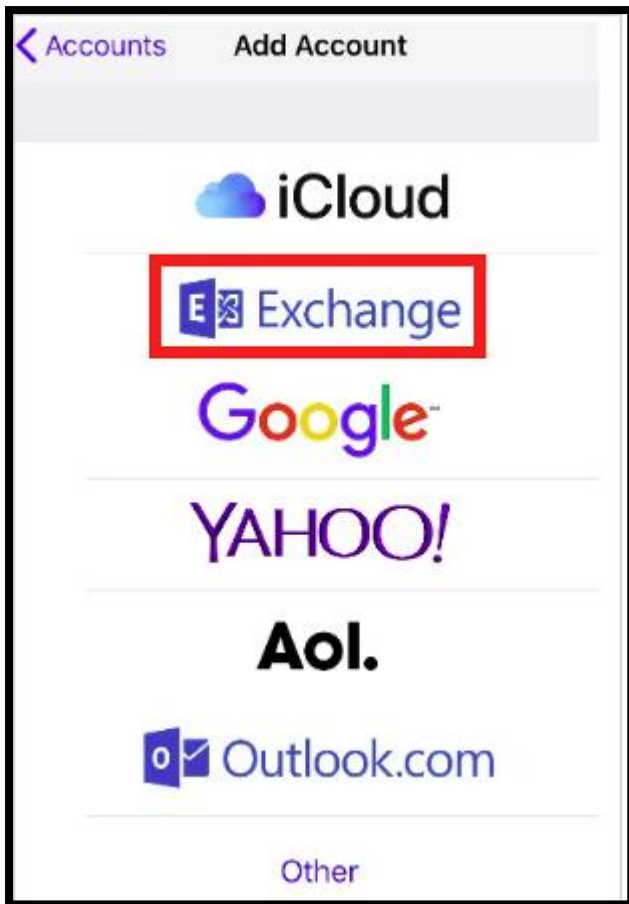 Accounts Add Account
iCloud
E Exchange
Google
YAHOO!
Aol.
o Outlook.com
Other